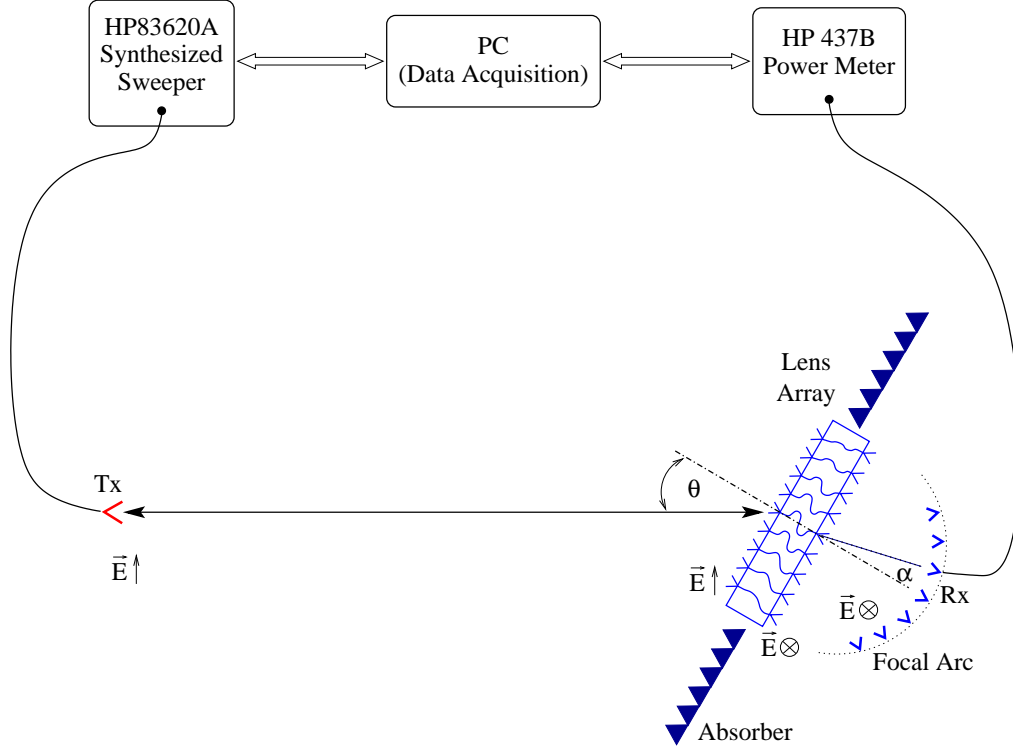 HP83620A
Synthesized
Sweeper
PC
(Data Acquisition)
HP 437B
Power Meter
Lens
Array
Tx
θ
E
E
α
Rx
E
E
Focal Arc
Absorber